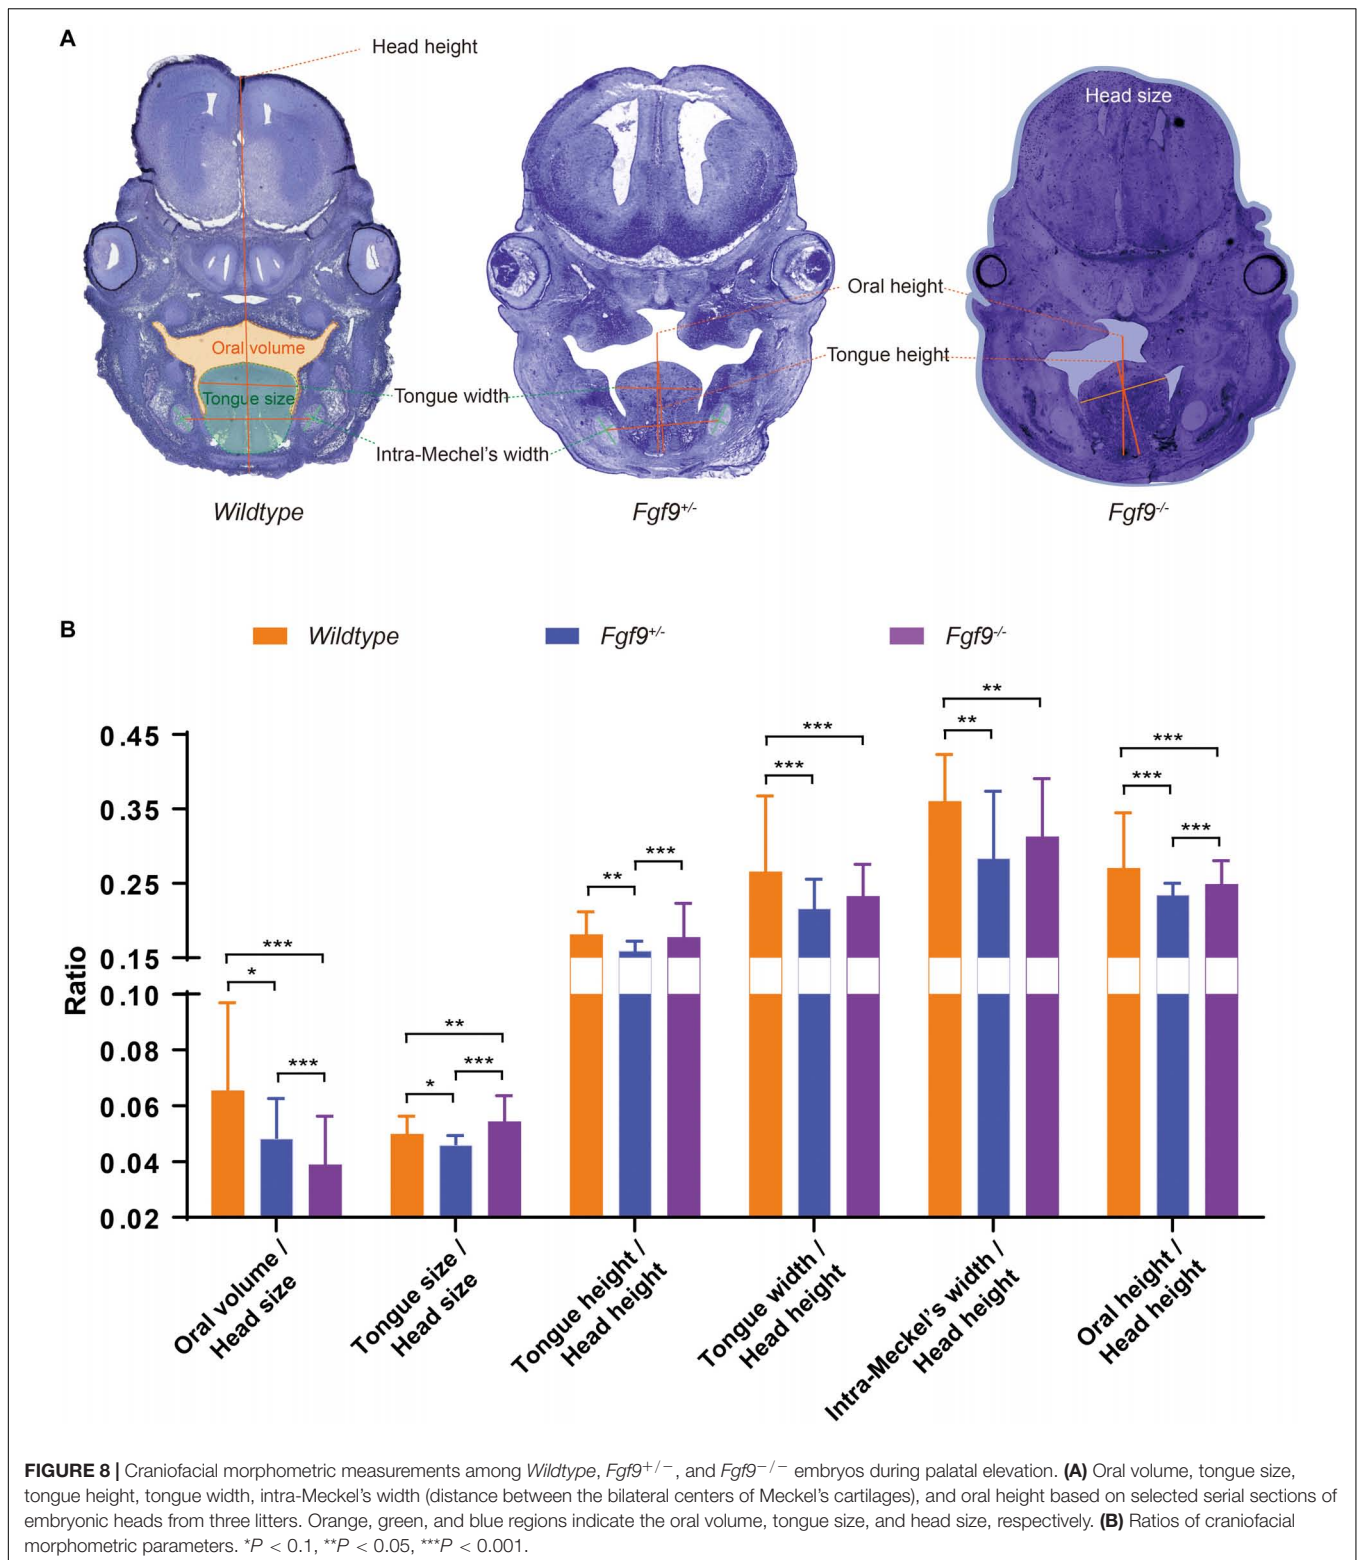 A
Head height
Head size
Oral height
Oral volume
Tongue height
Tongue width
Tongue size
Intra-Mechel's width
Wildtype
Fgf9+/-
Fgf9-/-
B
Wildtype
Fgf9+/-
Fgf9-/-
Ratio
0.45
0.35
0.25
0.15
0.10
0.08
0.06
0.04
0.02
***
*
***
**
*
***
**
***
***
***
**
**
***
***
***
Oral volume /
Head size
Tongue size /
Head size
Tongue height /
Head height
Tongue width /
Head height
Intra-Meckel's width /
Head height
Oral height /
Head height
FIGURE 8 | Craniofacial morphometric measurements among Wildtype, Fgf9+/−, and Fgf9−/− embryos during palatal elevation. (A) Oral volume, tongue size,
tongue height, tongue width, intra-Meckel's width (distance between the bilateral centers of Meckel's cartilages), and oral height based on selected serial sections of
embryonic heads from three litters. Orange, green, and blue regions indicate the oral volume, tongue size, and head size, respectively. (B) Ratios of craniofacial
morphometric parameters. *P < 0.1, **P < 0.05, ***P < 0.001.